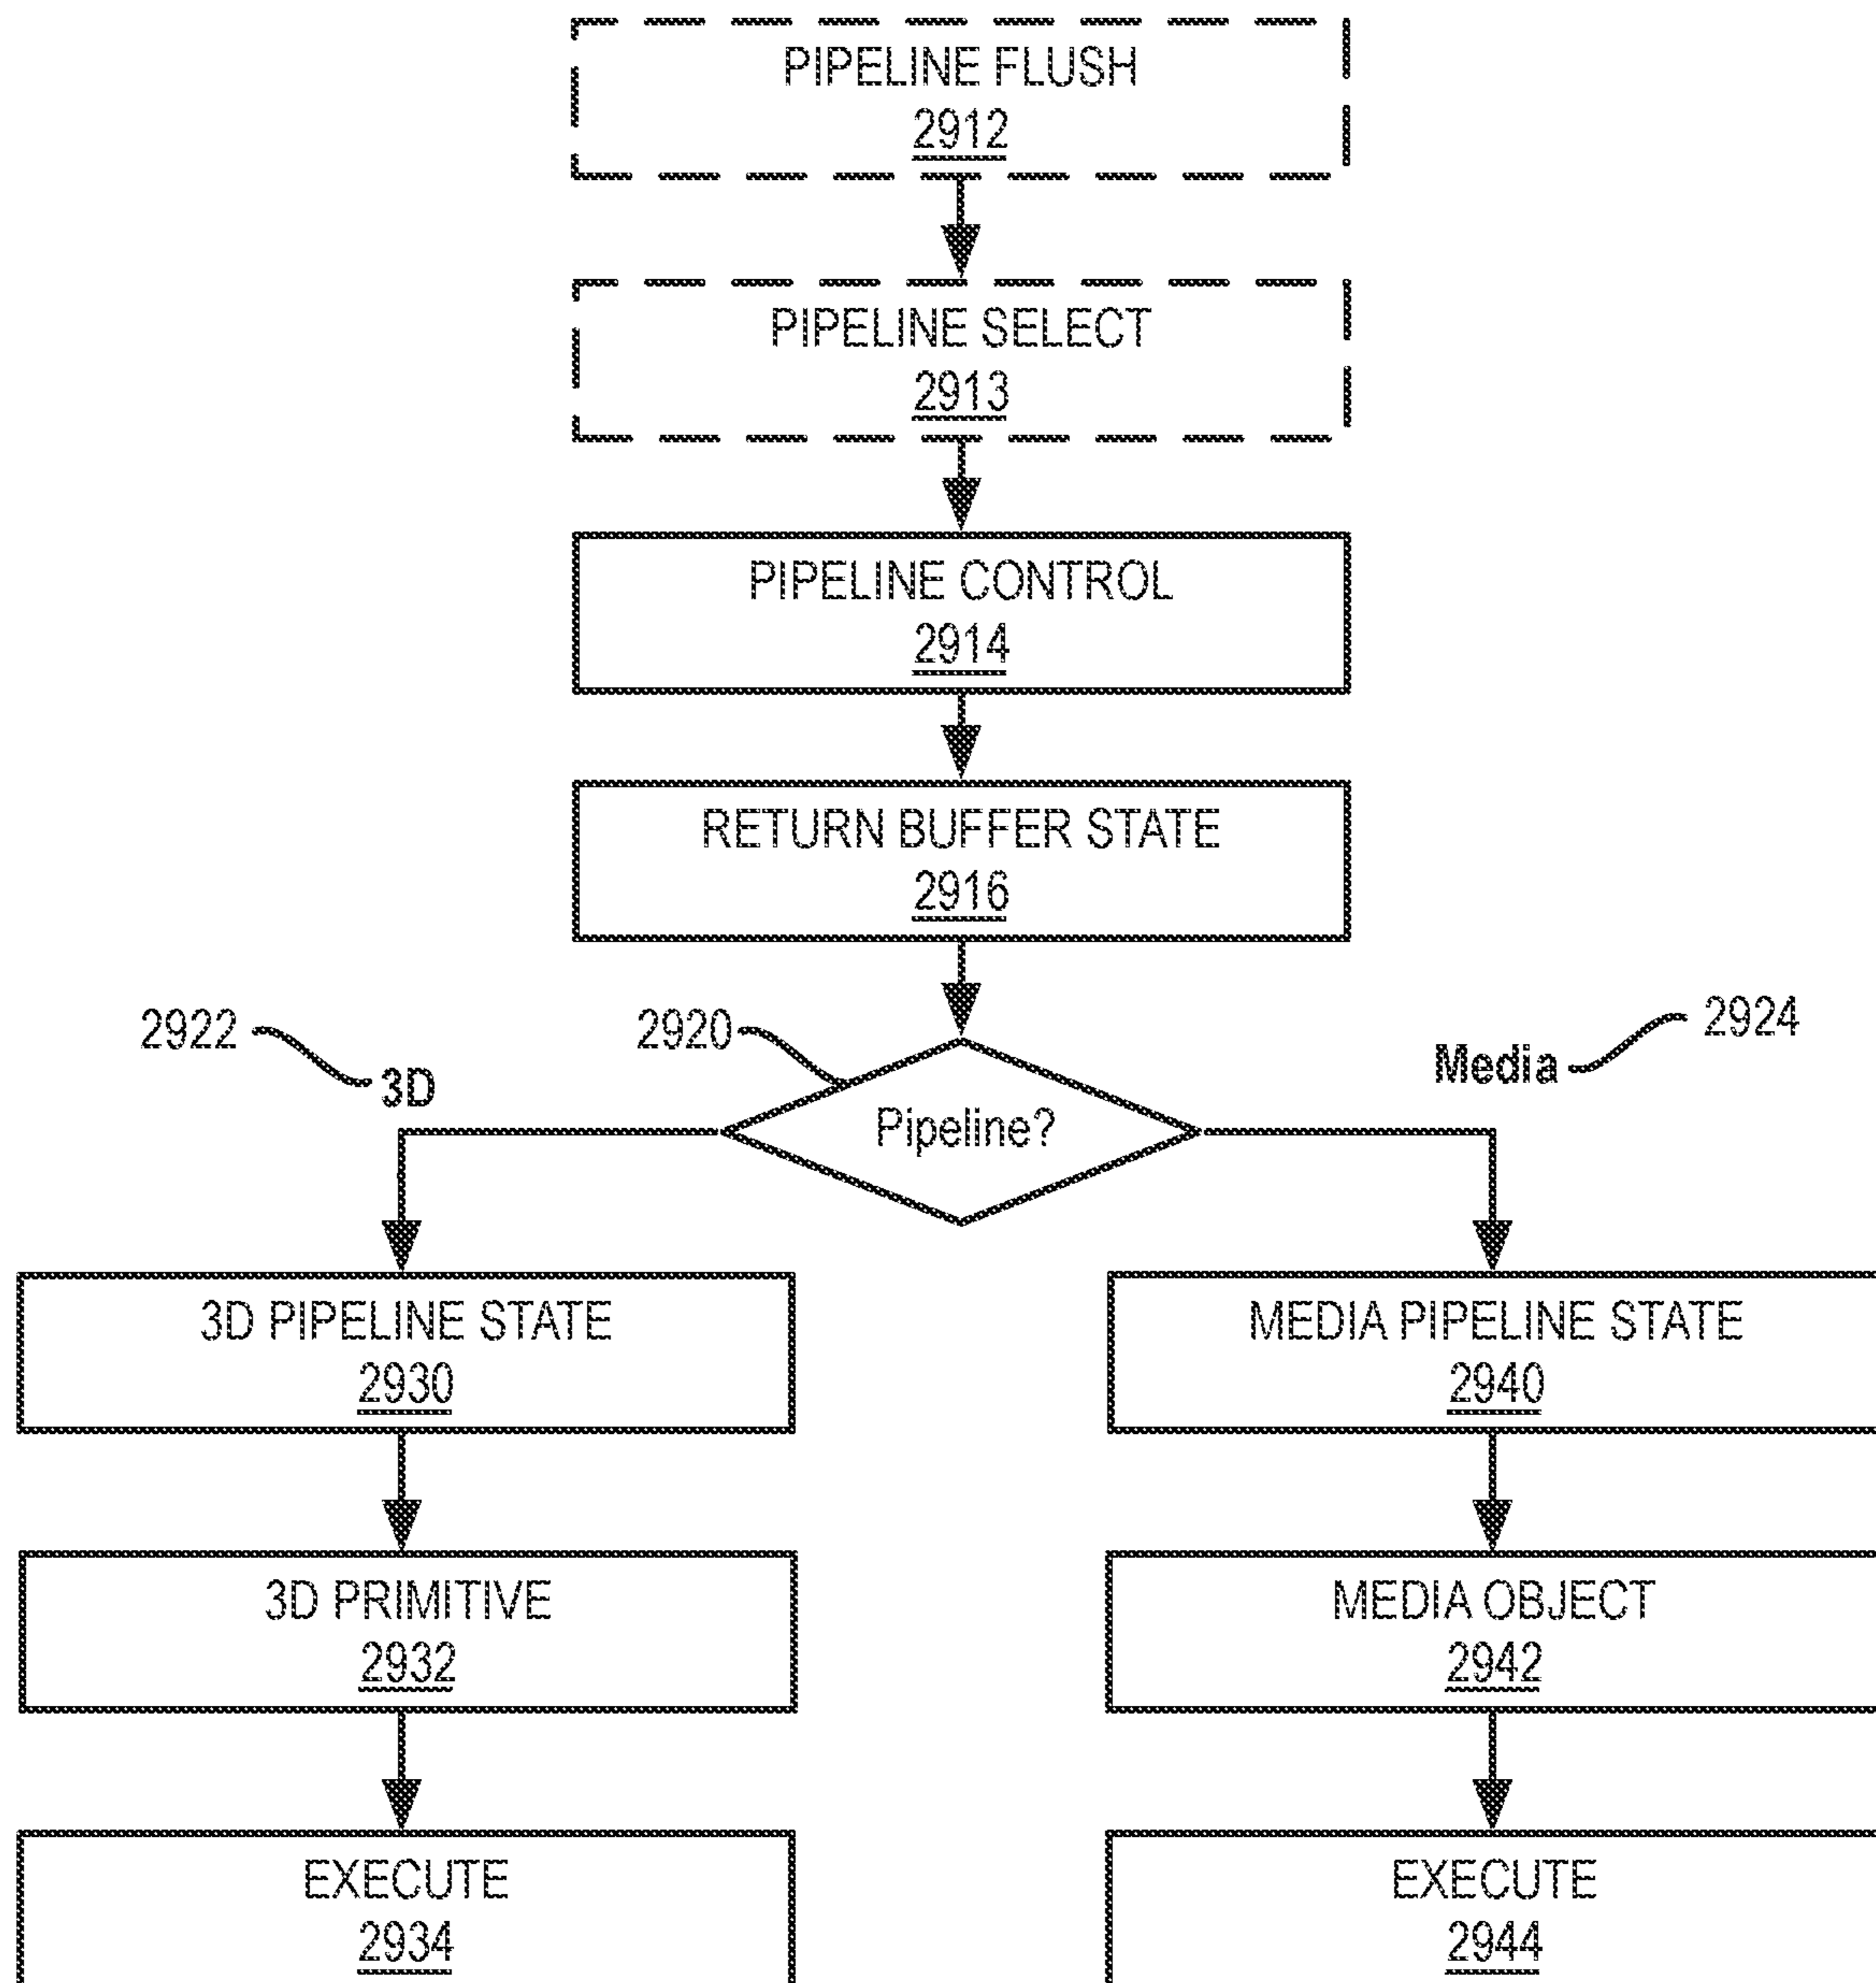 PIPELINE FLUSH
2912
PIPELINE SELECT
2913
PIPELINE CONTROL
2914
RETURN BUFFER STATE
2916
2922
3D
2920
Pipeline?
Media
2924
3D PIPELINE STATE
2930
MEDIA PIPELINE STATE
2940
3D PRIMITIVE
2932
MEDIA OBJECT
2942
EXECUTE
2934
EXECUTE
2944